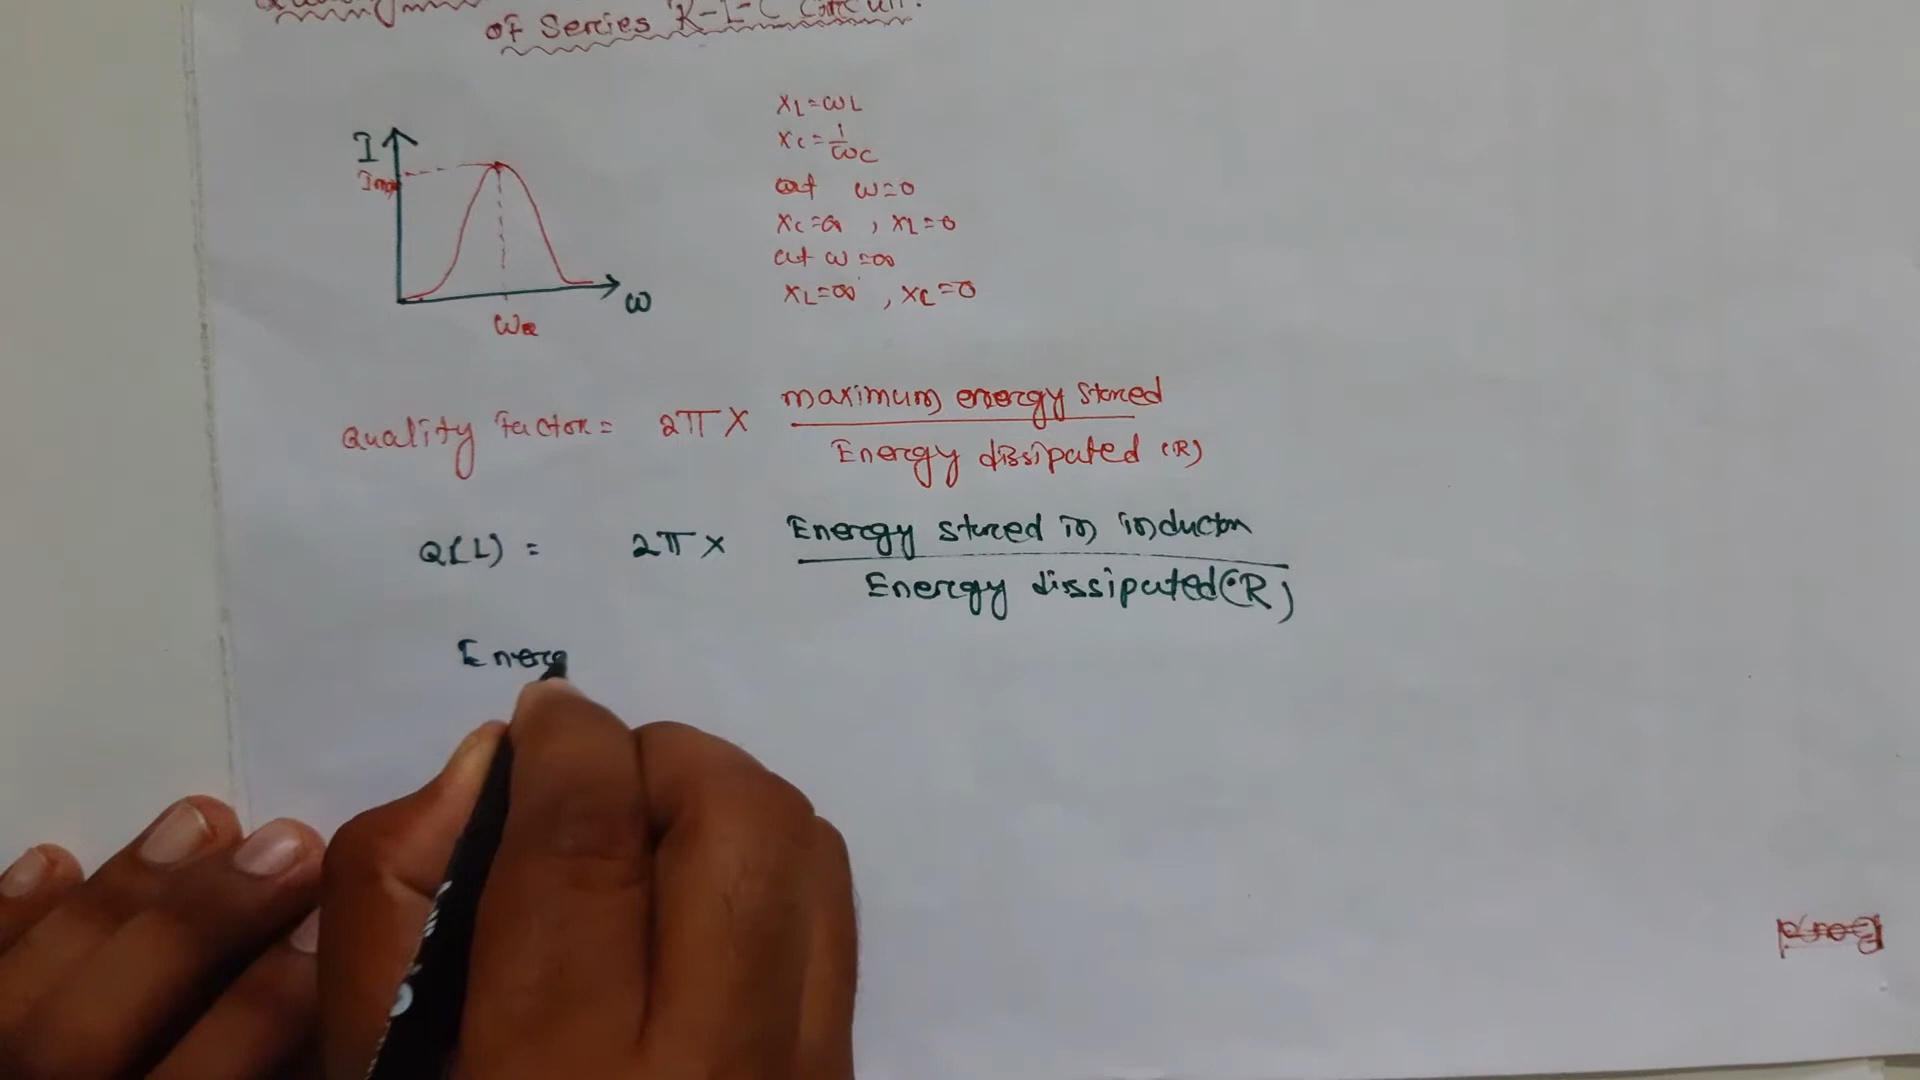 of Series R-L-C Circuit.
I
Imax
ω
ωR
XL=ωL
Xc=1/ωC
at ω=0
Xc=∞ , XL=0
at ω=∞
XL=∞ , XC=0
Quality factor= 2π X maximum energy stored / Energy dissipated (R)
Q(L) = 2π X Energy stored in inductor / Energy dissipated(R)
Energ